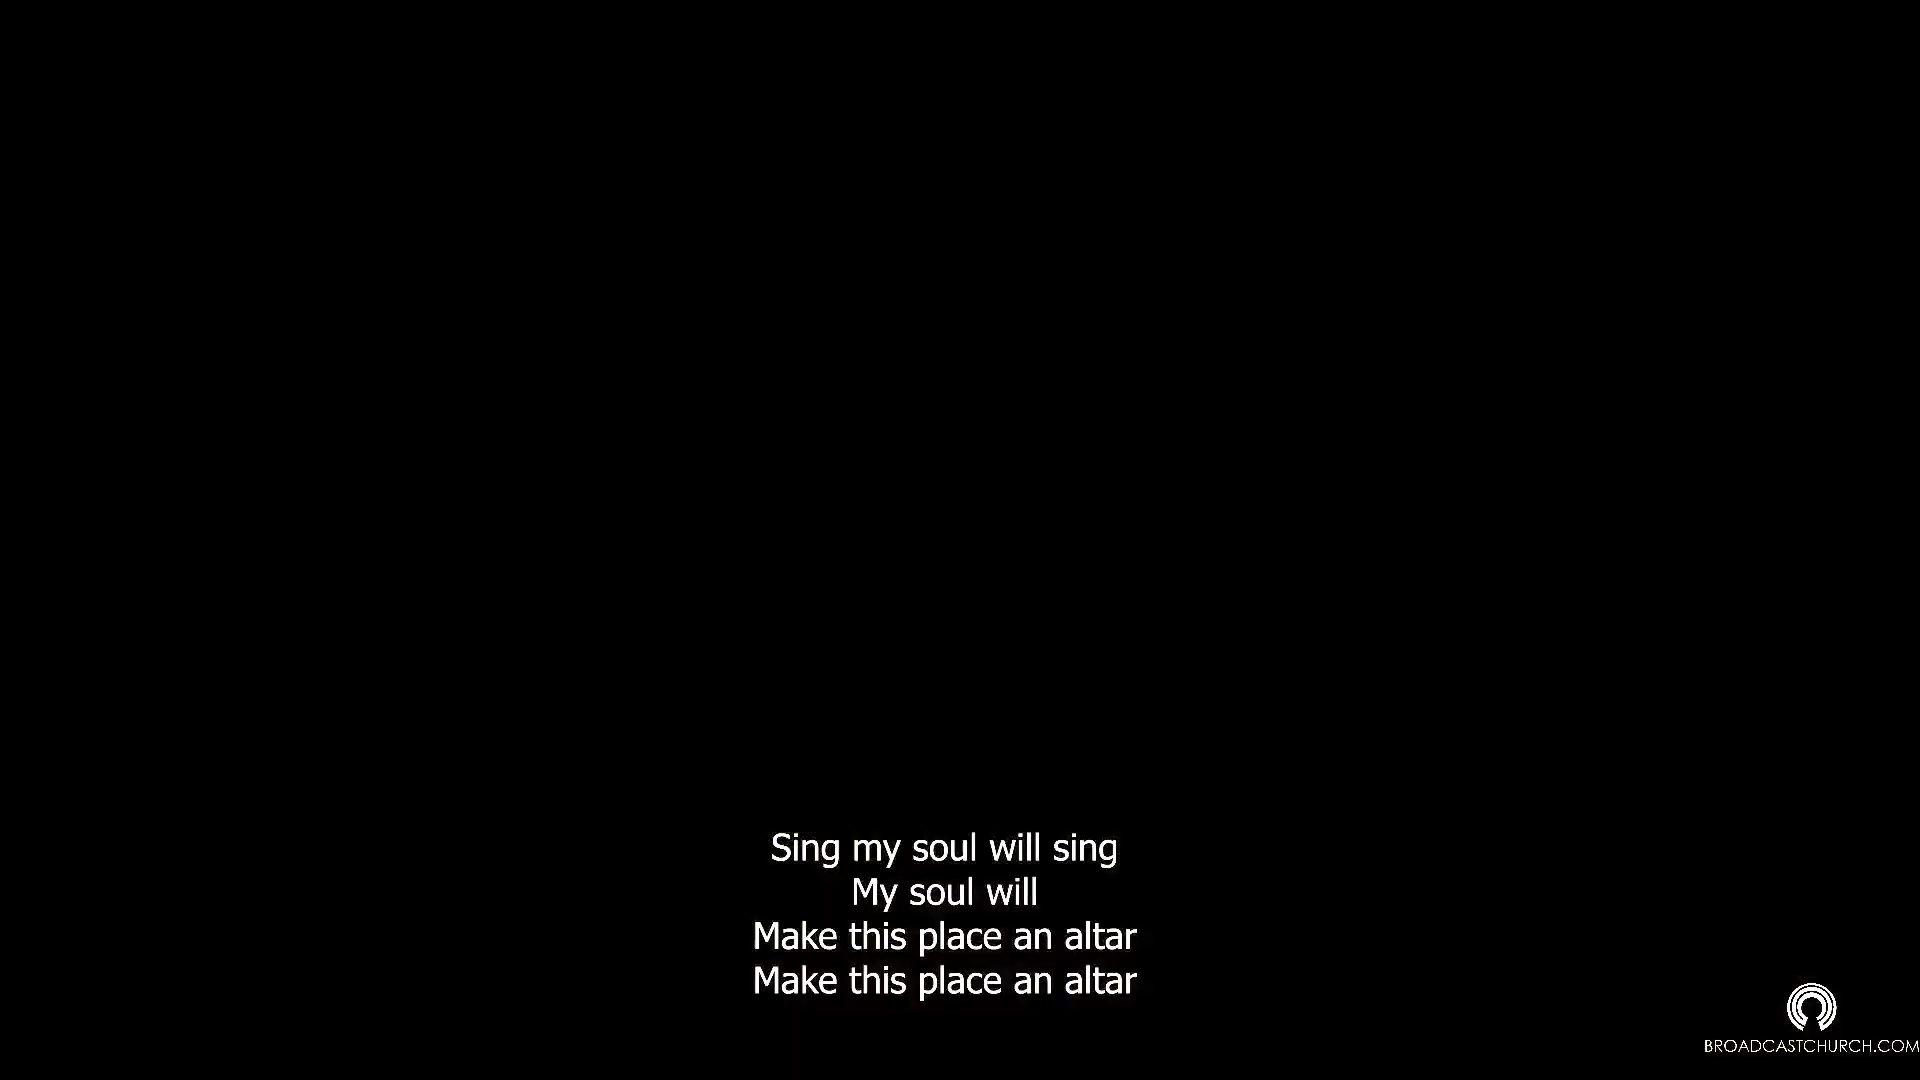 Sing my soul will sing
My soul will
Make this place an altar
Make this place an altar
BROADCASTCHURCH.COM